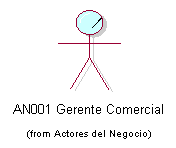 AN001 Gerente Comercial
(from Actores del Negocio)